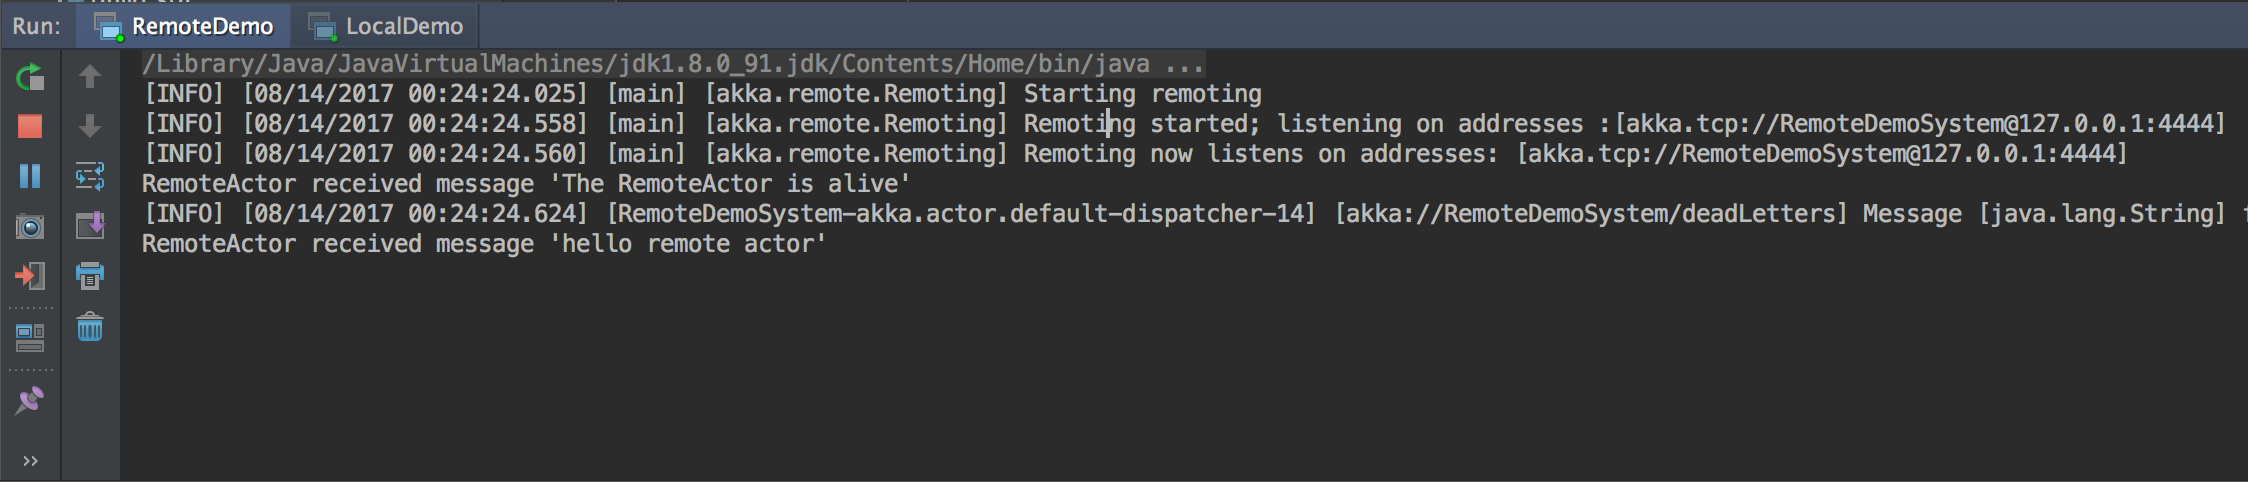 Run: RemoteDemo LocalDemo
/Library/Java/JavaVirtualMachines/jdk1.8.0_91.jdk/Contents/Home/bin/java ...
[INFO] [08/14/2017 00:24:24.025] [main] [akka.remote.Remoting] Starting remoting
[INFO] [08/14/2017 00:24:24.558] [main] [akka.remote.Remoting] Remoting started; listening on addresses :[akka.tcp://RemoteDemoSystem@127.0.0.1:4444]
[INFO] [08/14/2017 00:24:24.560] [main] [akka.remote.Remoting] Remoting now listens on addresses: [akka.tcp://RemoteDemoSystem@127.0.0.1:4444]
RemoteActor received message 'The RemoteActor is alive'
[INFO] [08/14/2017 00:24:24.624] [RemoteDemoSystem-akka.actor.default-dispatcher-14] [akka://RemoteDemoSystem/deadLetters] Message [java.lang.String]
RemoteActor received message 'hello remote actor'